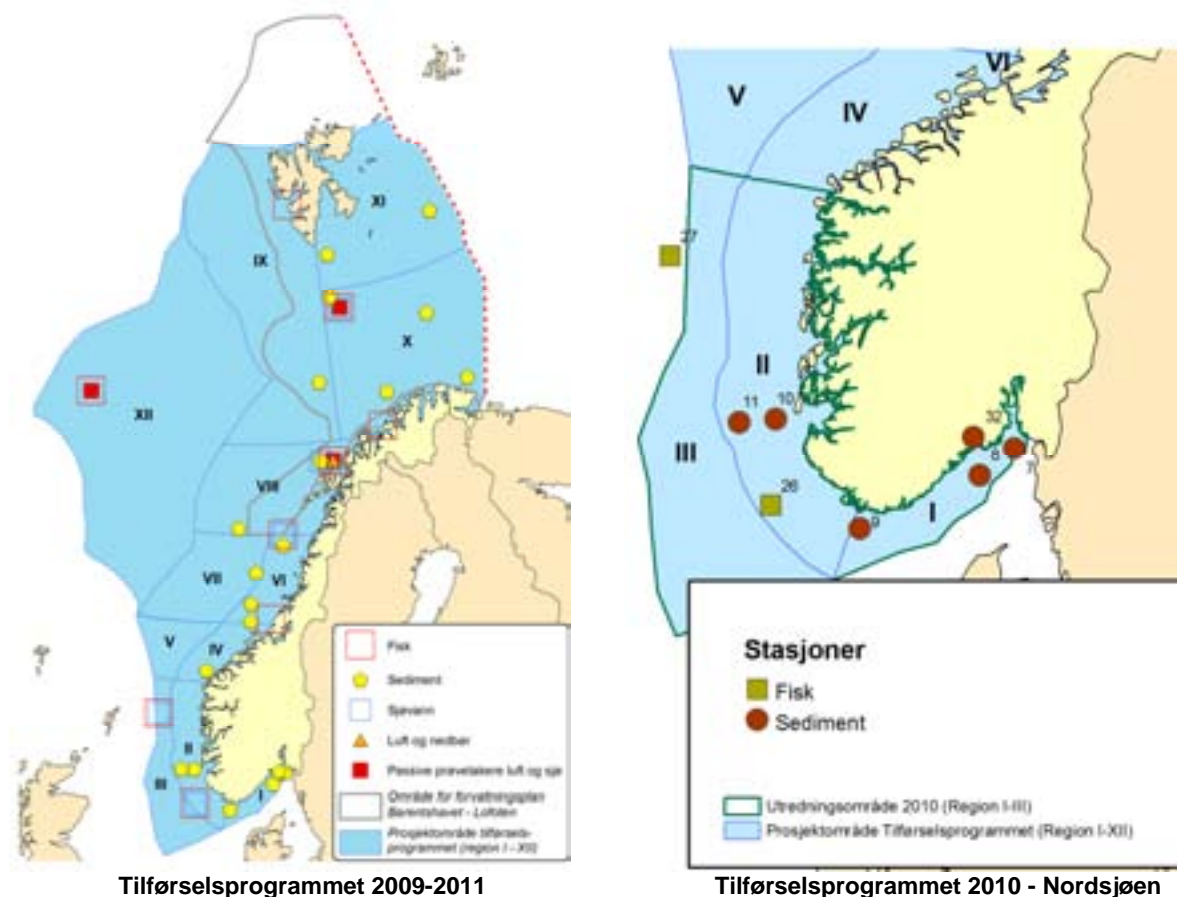 XI
IX
X
XII
VIII
VII
VI
V
IV
II
III
I
Fisk
Sediment
Sjøvann
Luft og nedbør
Passive prøvetakere luft og sjø
Område for forvaltningsplan
Barentshavet - Lofoten
Prosjektområde tilførsels-
programmet (region I - XII)
Tilførselsprogrammet 2009-2011
VI
V
IV
27
II
11
10
32
III
8
7
26
I
9
Stasjoner
Fisk
Sediment
Utredningsområde 2010 (Region I-III)
Prosjektområde Tilførselsprogrammet (Region I-XII)
Tilførselsprogrammet 2010 - Nordsjøen